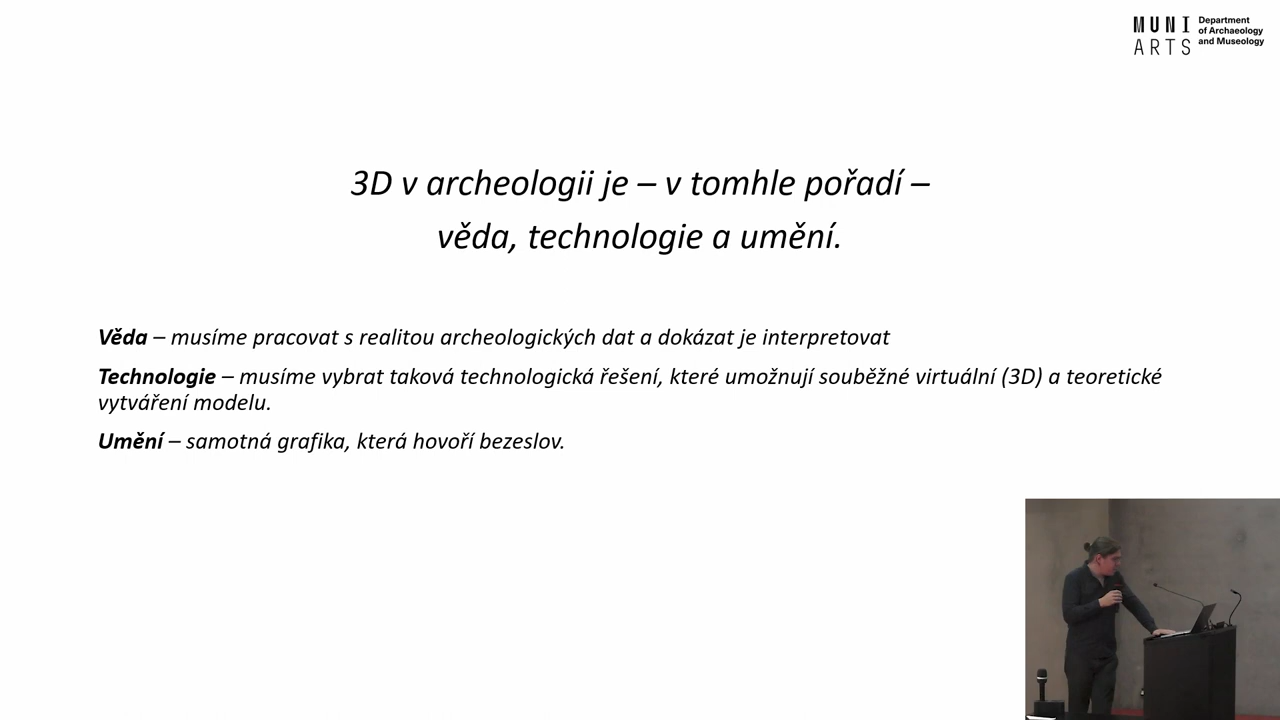 MUNI
ARTS
Department
of Archaeology
and Museology
3D v archeologii je – v tomhle pořadí –
věda, technologie a umění.
Věda – musíme pracovat s realitou archeologických dat a dokázat je interpretovat
Technologie – musíme vybrat taková technologická řešení, které umožnují souběžné virtuální (3D) a teoretické
vytváření modelu.
Umění – samotná grafika, která hovoří bezeslov.